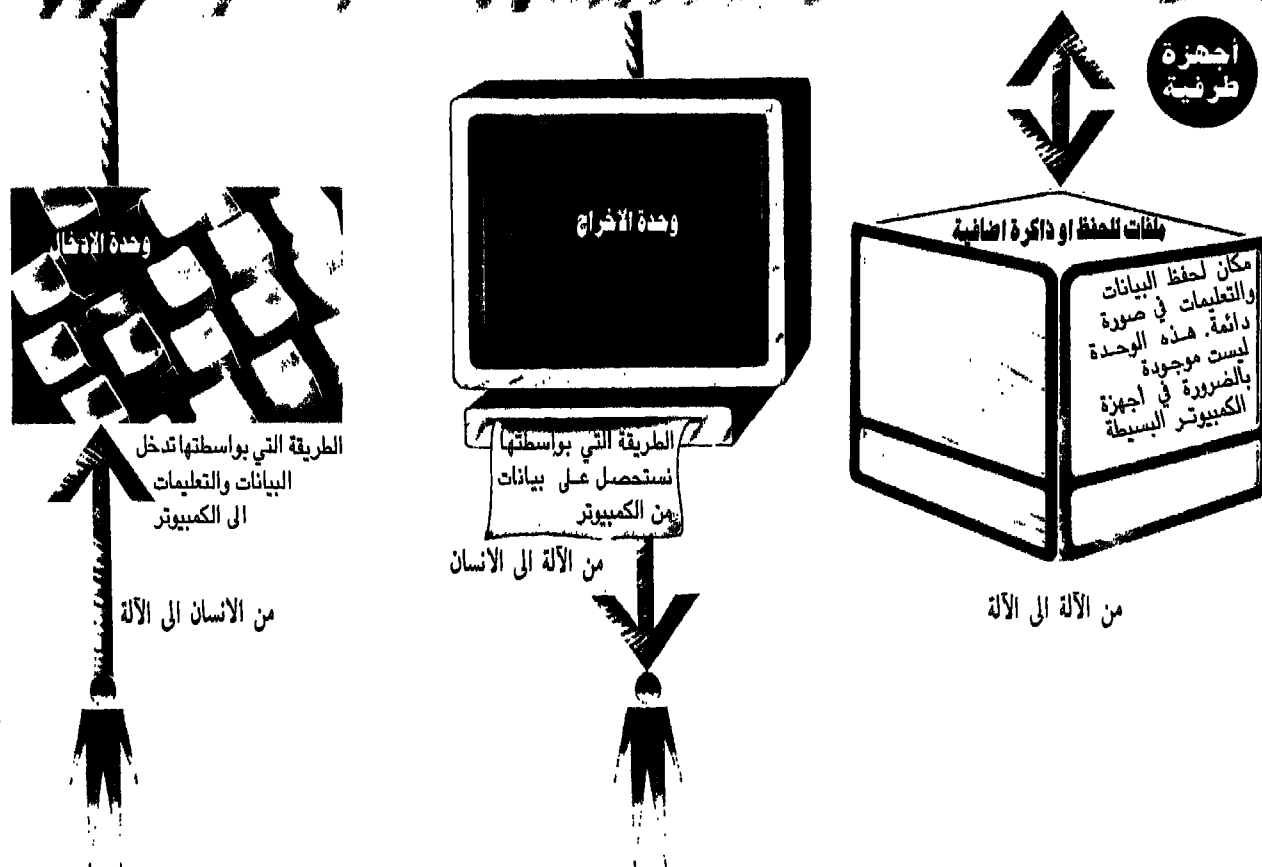 أجهزة
طرفية
ملفات للحفظ او ذاكرة اضافية
مكان لحفظ البيانات
والتعليمات في صورة
دائمة. هذه الوحدة
ليست موجودة
بالضرورة في اجهزة
الكمبيوتر البسيطة
من الآلة الى الآلة
وحدة الاخراج
الطريقة التي بواسطتها
نستحصل على بيانات
من الكمبيوتر
من الآلة الى الانسان
وحدة الادخال
الطريقة التي بواسطتها تدخل
البيانات والتعليمات
الى الكمبيوتر
من الانسان الى الآلة